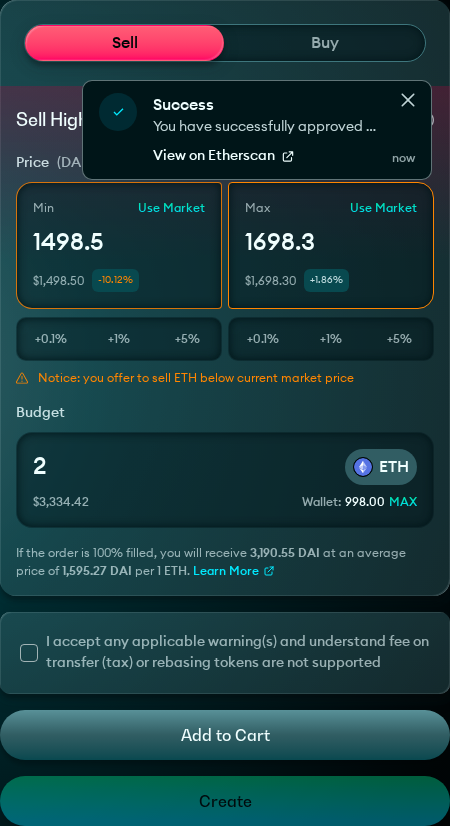 Sell
Buy
Success
You have successfully approved ...
View on Etherscan
now
Sell
Price (DA
Min
Use Market
1498.5
$1,498.50
-10.12%
Max
Use Market
1698.3
$1,698.30
+1.86%
+0.1%
+1%
+5%
+0.1%
+1%
+5%
Notice: you offer to sell ETH below current market price
Budget
2
ETH
$3,334.42
Wallet: 998.00 MAX
If the order is 100% filled, you will receive 3,190.55 DAI at an average
price of 1,595.27 DAI per 1 ETH. Learn More
I accept any applicable warning(s) and understand fee on
transfer (tax) or rebasing tokens are not supported
Add to Cart
Create